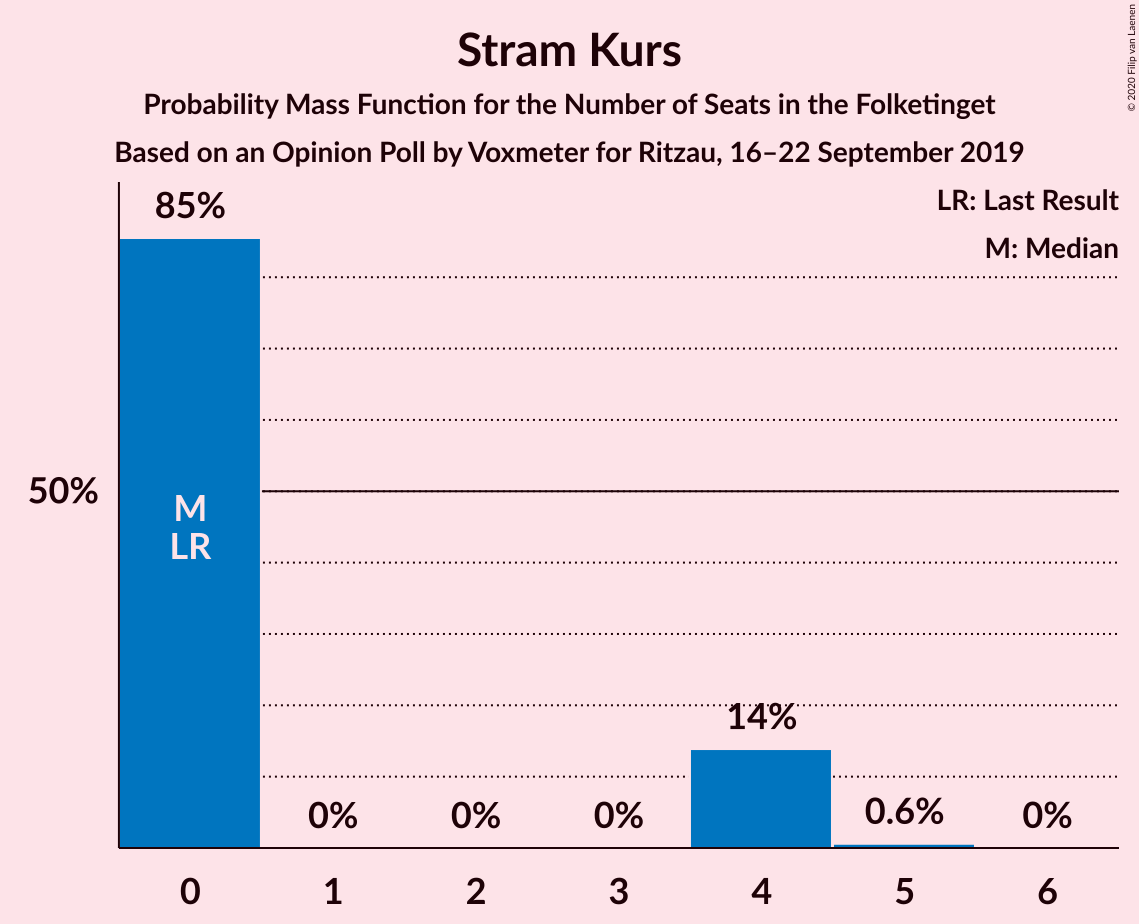 Stram Kurs
Probability Mass Function for the Number of Seats in the Folketinget
Based on an Opinion Poll by Voxmeter for Ritzau, 16–22 September 2019
© 2020 Filip van Laenen
LR: Last Result
M: Median
85%
50%
M
LR
14%
0%
0%
0%
0.6%
0%
0
1
2
3
4
5
6